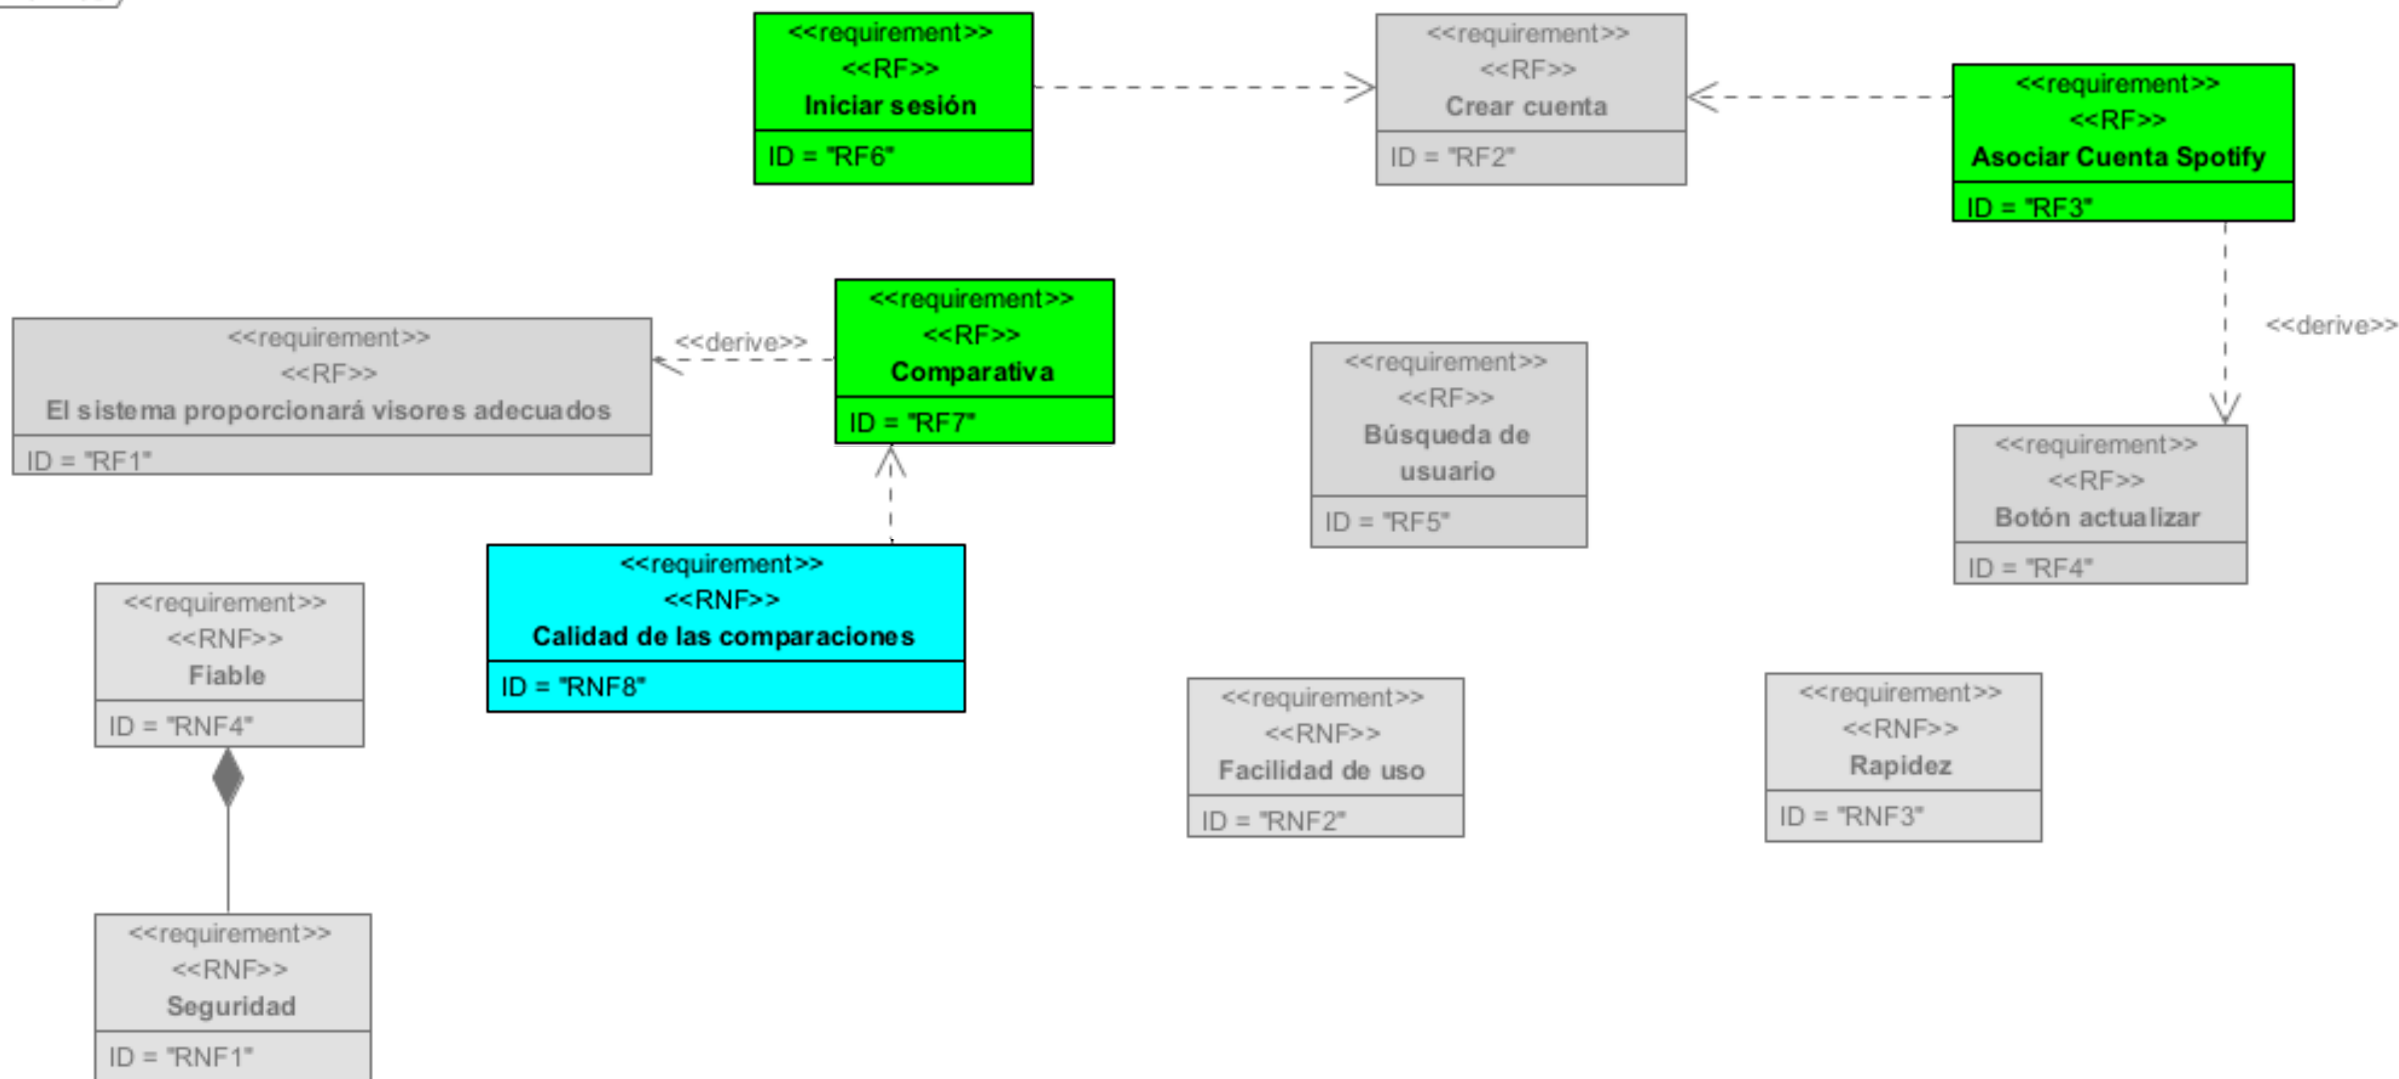 <<requirement>>
<<RF>>
Iniciar sesión
ID = "RF6"
<<requirement>>
<<RF>>
Crear cuenta
ID = "RF2"
<<requirement>>
<<RF>>
Asociar Cuenta Spotify
ID = "RF3"
<<requirement>>
<<RF>>
El sistema proporcionará visores adecuados
ID = "RF1"
<<derive>>
<<requirement>>
<<RF>>
Comparativa
ID = "RF7"
<<requirement>>
<<RF>>
Búsqueda de
usuario
ID = "RF5"
<<derive>>
<<requirement>>
<<RF>>
Botón actualizar
ID = "RF4"
<<requirement>>
<<RNF>>
Fiable
ID = "RNF4"
<<requirement>>
<<RNF>>
Calidad de las comparaciones
ID = "RNF8"
<<requirement>>
<<RNF>>
Facilidad de uso
ID = "RNF2"
<<requirement>>
<<RNF>>
Rapidez
ID = "RNF3"
<<requirement>>
<<RNF>>
Seguridad
ID = "RNF1"